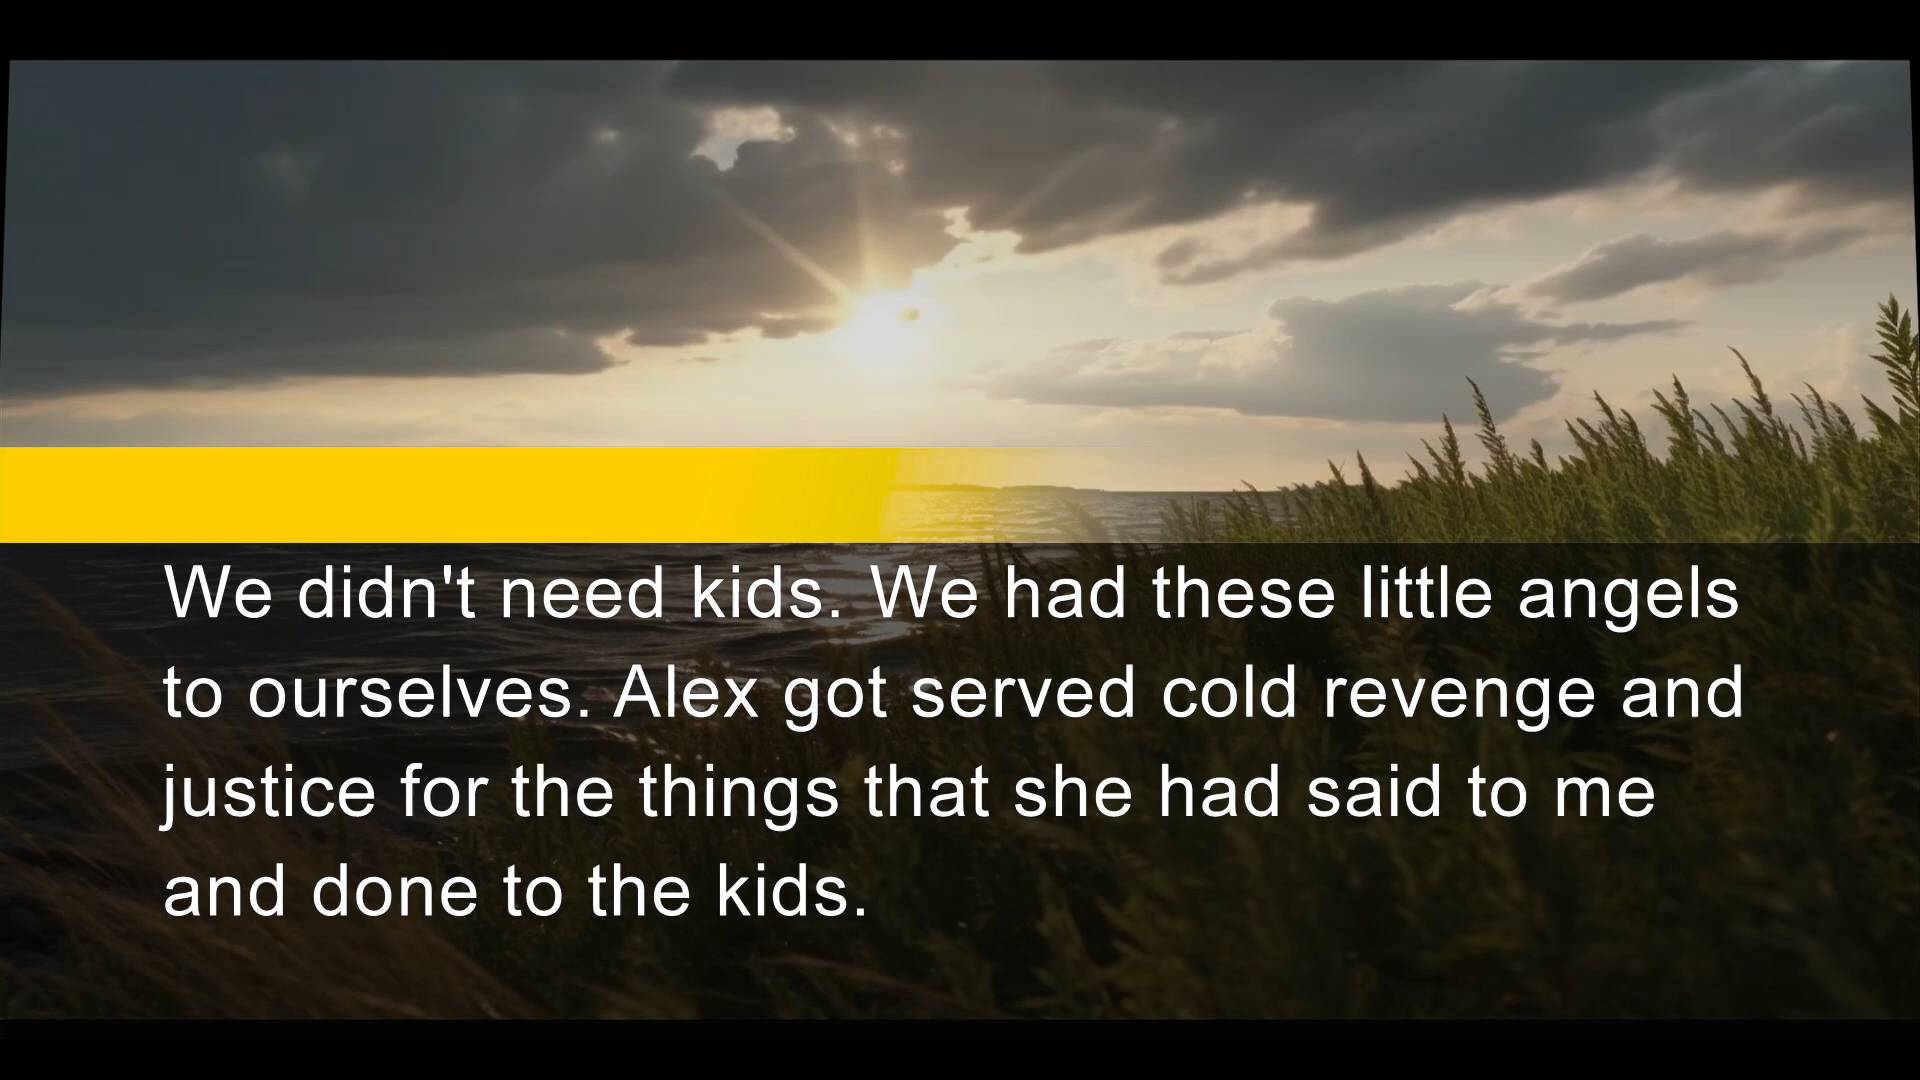 We didn't need kids. We had these little angels
to ourselves. Alex got served cold revenge and
justice for the things that she had said to me
and done to the kids.